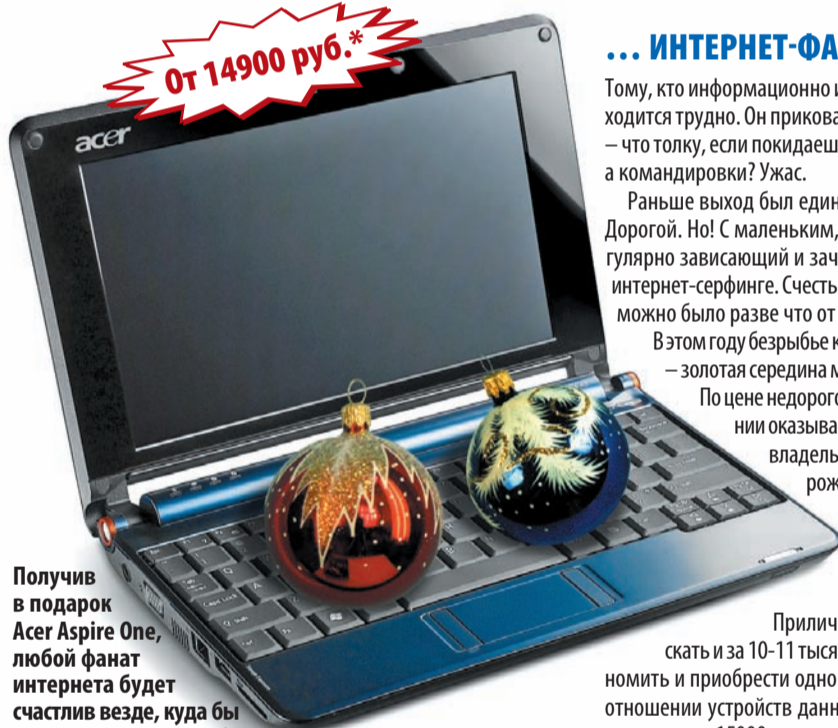 От 14900 руб.*
acer
Получив
в подарок
Acer Aspire One,
любой фанат
интернета будет
счастлив везде, куда бы
... ИНТЕРНЕТ-ФА
Тому, кто информационно
ходится трудно. Он прикова
– что толку, если покидаеш
а командировки? Ужас.
Раньше выход был един
Дорогой. Но! С маленьким,
гулярно зависающий и зач
интернет-серфинге. Счесть
можно было разве что от
В этом году безрыбье к
– золотая середина м
По цене недорого
нии оказыва
владель
рож
Прилич
скать и за 10-11 тыся
номить и приобрести одно
отношении устройств данн